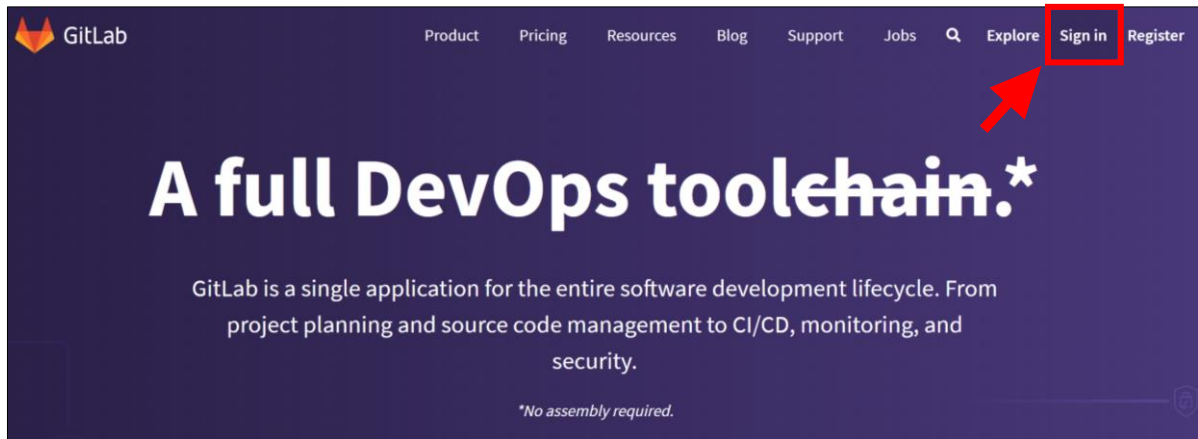 GitLab Product Pricing Resources Blog Support Jobs Explore Sign in Register
A full DevOps toolchain.*
GitLab is a single application for the entire software development lifecycle. From
project planning and source code management to CI/CD, monitoring, and
security.
*No assembly required.